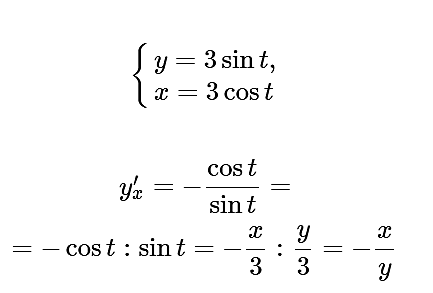 y = 3 sin t,
x = 3 cos t
y′ₓ = − cos t / sin t =
= − cos t : sin t = − x/3 : y/3 = − x/y